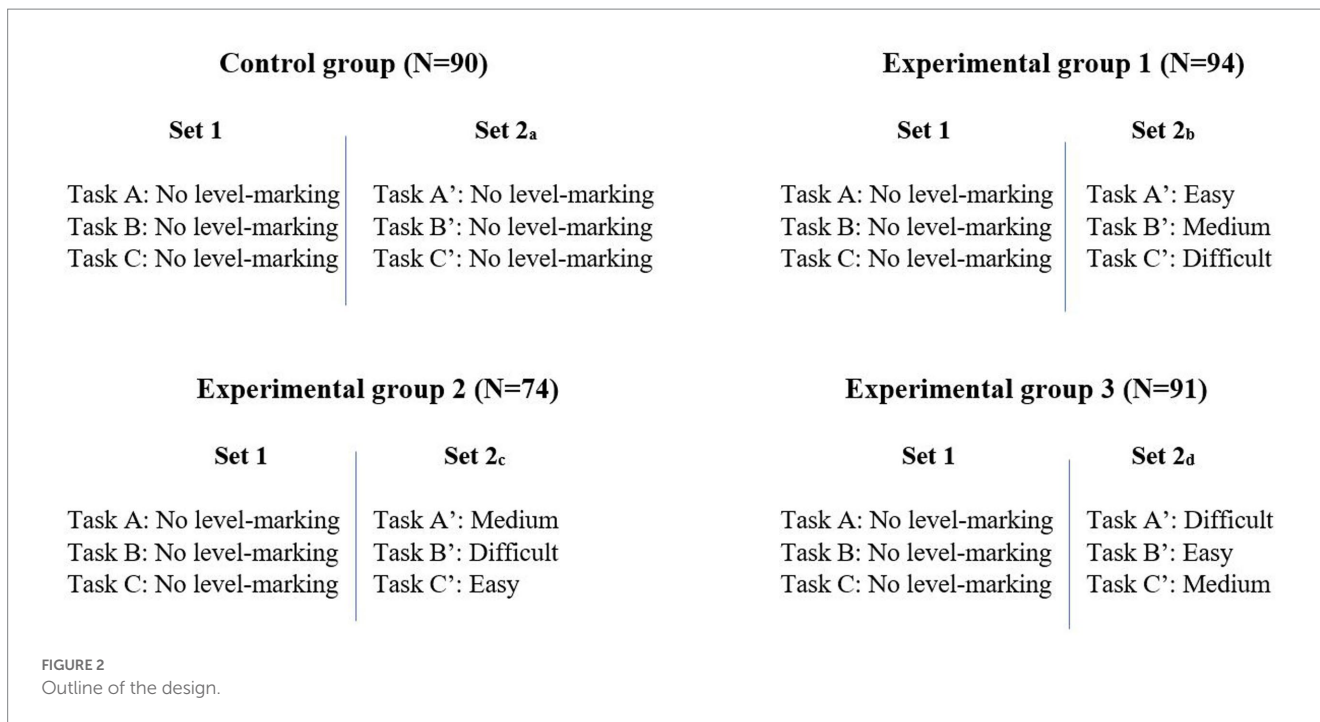 Control group (N=90)
Set 1
Task A: No level-marking
Task B: No level-marking
Task C: No level-marking
Set 2a
Task A’: No level-marking
Task B’: No level-marking
Task C’: No level-marking
Experimental group 1 (N=94)
Set 1
Task A: No level-marking
Task B: No level-marking
Task C: No level-marking
Set 2b
Task A’: Easy
Task B’: Medium
Task C’: Difficult
Experimental group 2 (N=74)
Set 1
Task A: No level-marking
Task B: No level-marking
Task C: No level-marking
Set 2c
Task A’: Medium
Task B’: Difficult
Task C’: Easy
Experimental group 3 (N=91)
Set 1
Task A: No level-marking
Task B: No level-marking
Task C: No level-marking
Set 2d
Task A’: Difficult
Task B’: Easy
Task C’: Medium
FIGURE 2
Outline of the design.